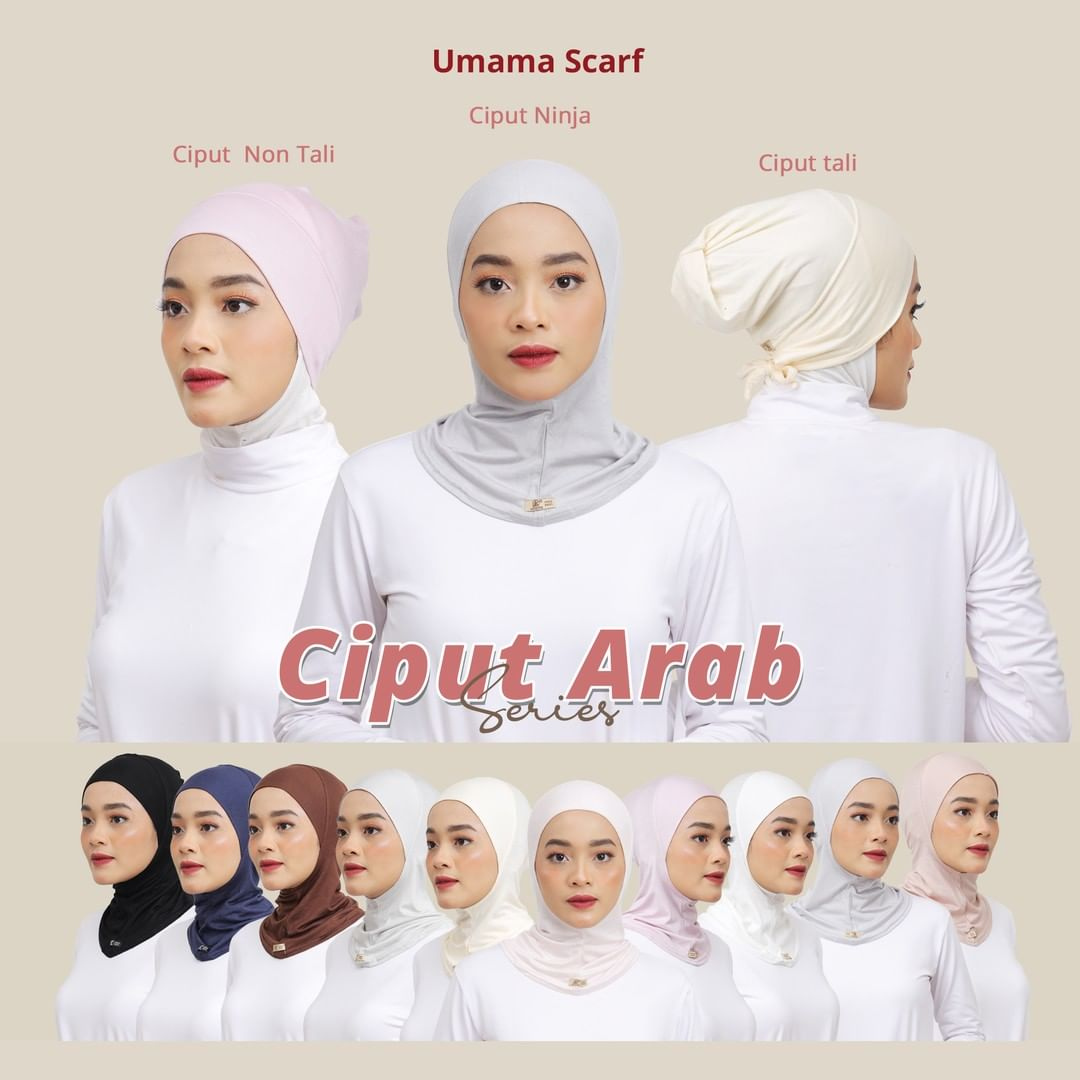 Umama Scarf
Ciput Ninja
Ciput Non Tali
Ciput tali
Ciput Arab
Series